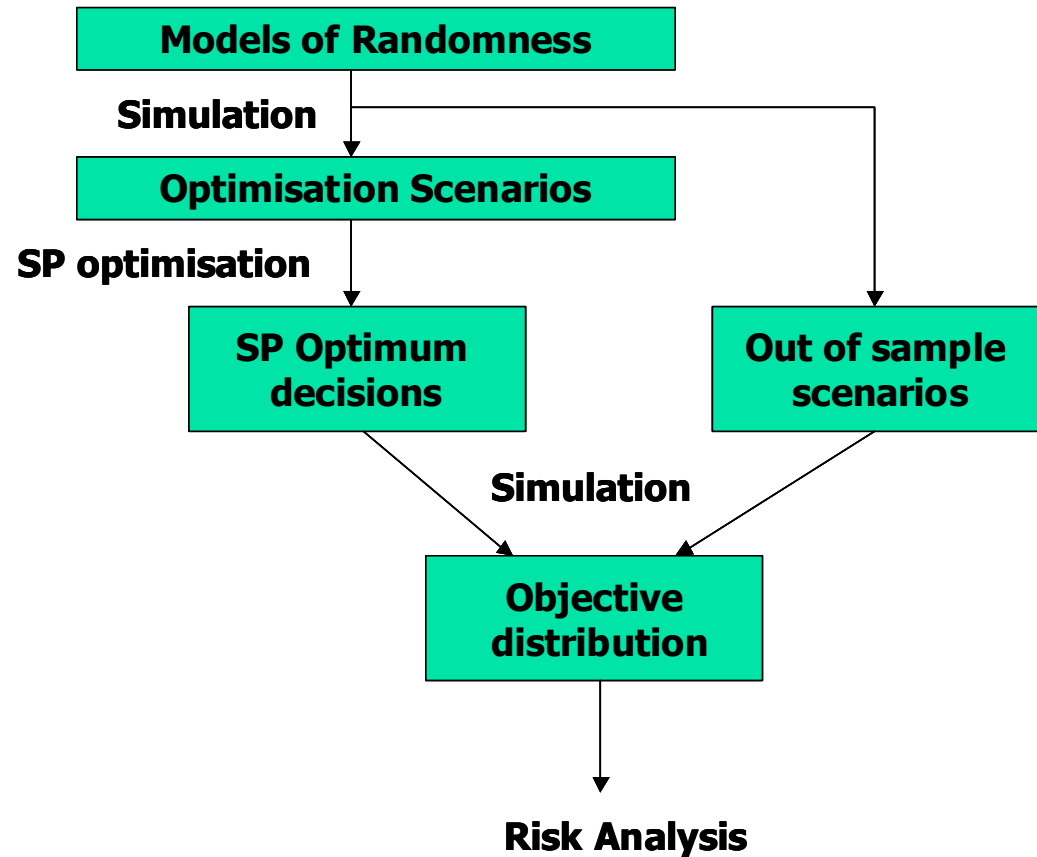 Models of Randomness
Simulation
Optimisation Scenarios
SP optimisation
SP Optimum
decisions
Out of sample
scenarios
Simulation
Objective
distribution
Risk Analysis